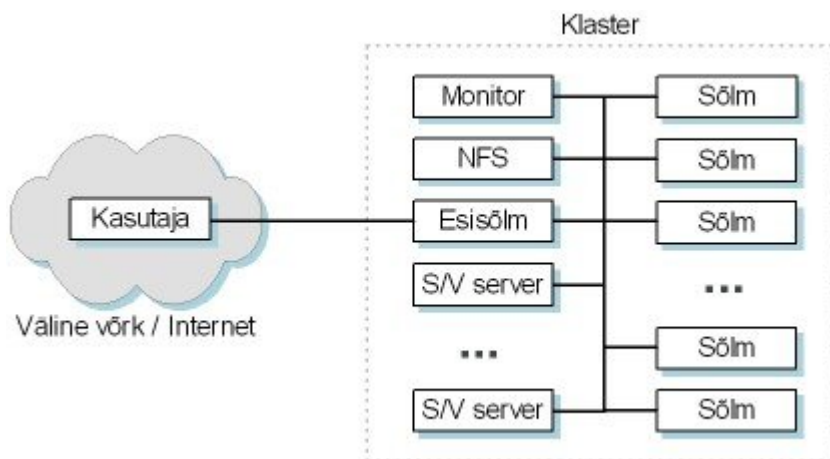 Klaster
Monitor
Sõlm
NFS
Sõlm
Kasutaja
Esisõlm
Sõlm
S/V server
...
Väline võrk / Internet
...
Sõlm
S/V server
Sõlm